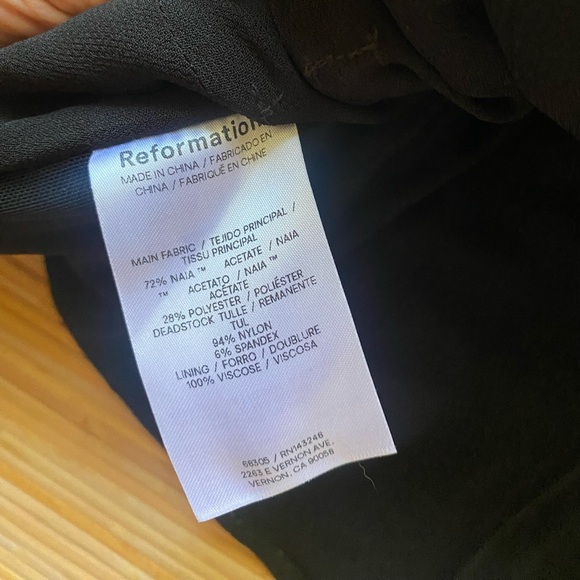 Reformation
MADE IN CHINA / FABRICADO EN
CHINA / FABRIQUÉ EN CHINE
MAIN FABRIC / TEJIDO PRINCIPAL /
TISSU PRINCIPAL
72% NAIA ™ ACETATE / NAIA
™ ACETATO / NAIA ™
ACÉTATE
28% POLYESTER / POLIÉSTER
DEADSTOCK TULLE / REMANENTE
TUL
94% NYLON
6% SPANDEX
LINING / FORRO / DOUBLURE
100% VISCOSE / VISCOSA
68305 / RN143246
2263 E VERNON AVE.
VERNON, CA 90058